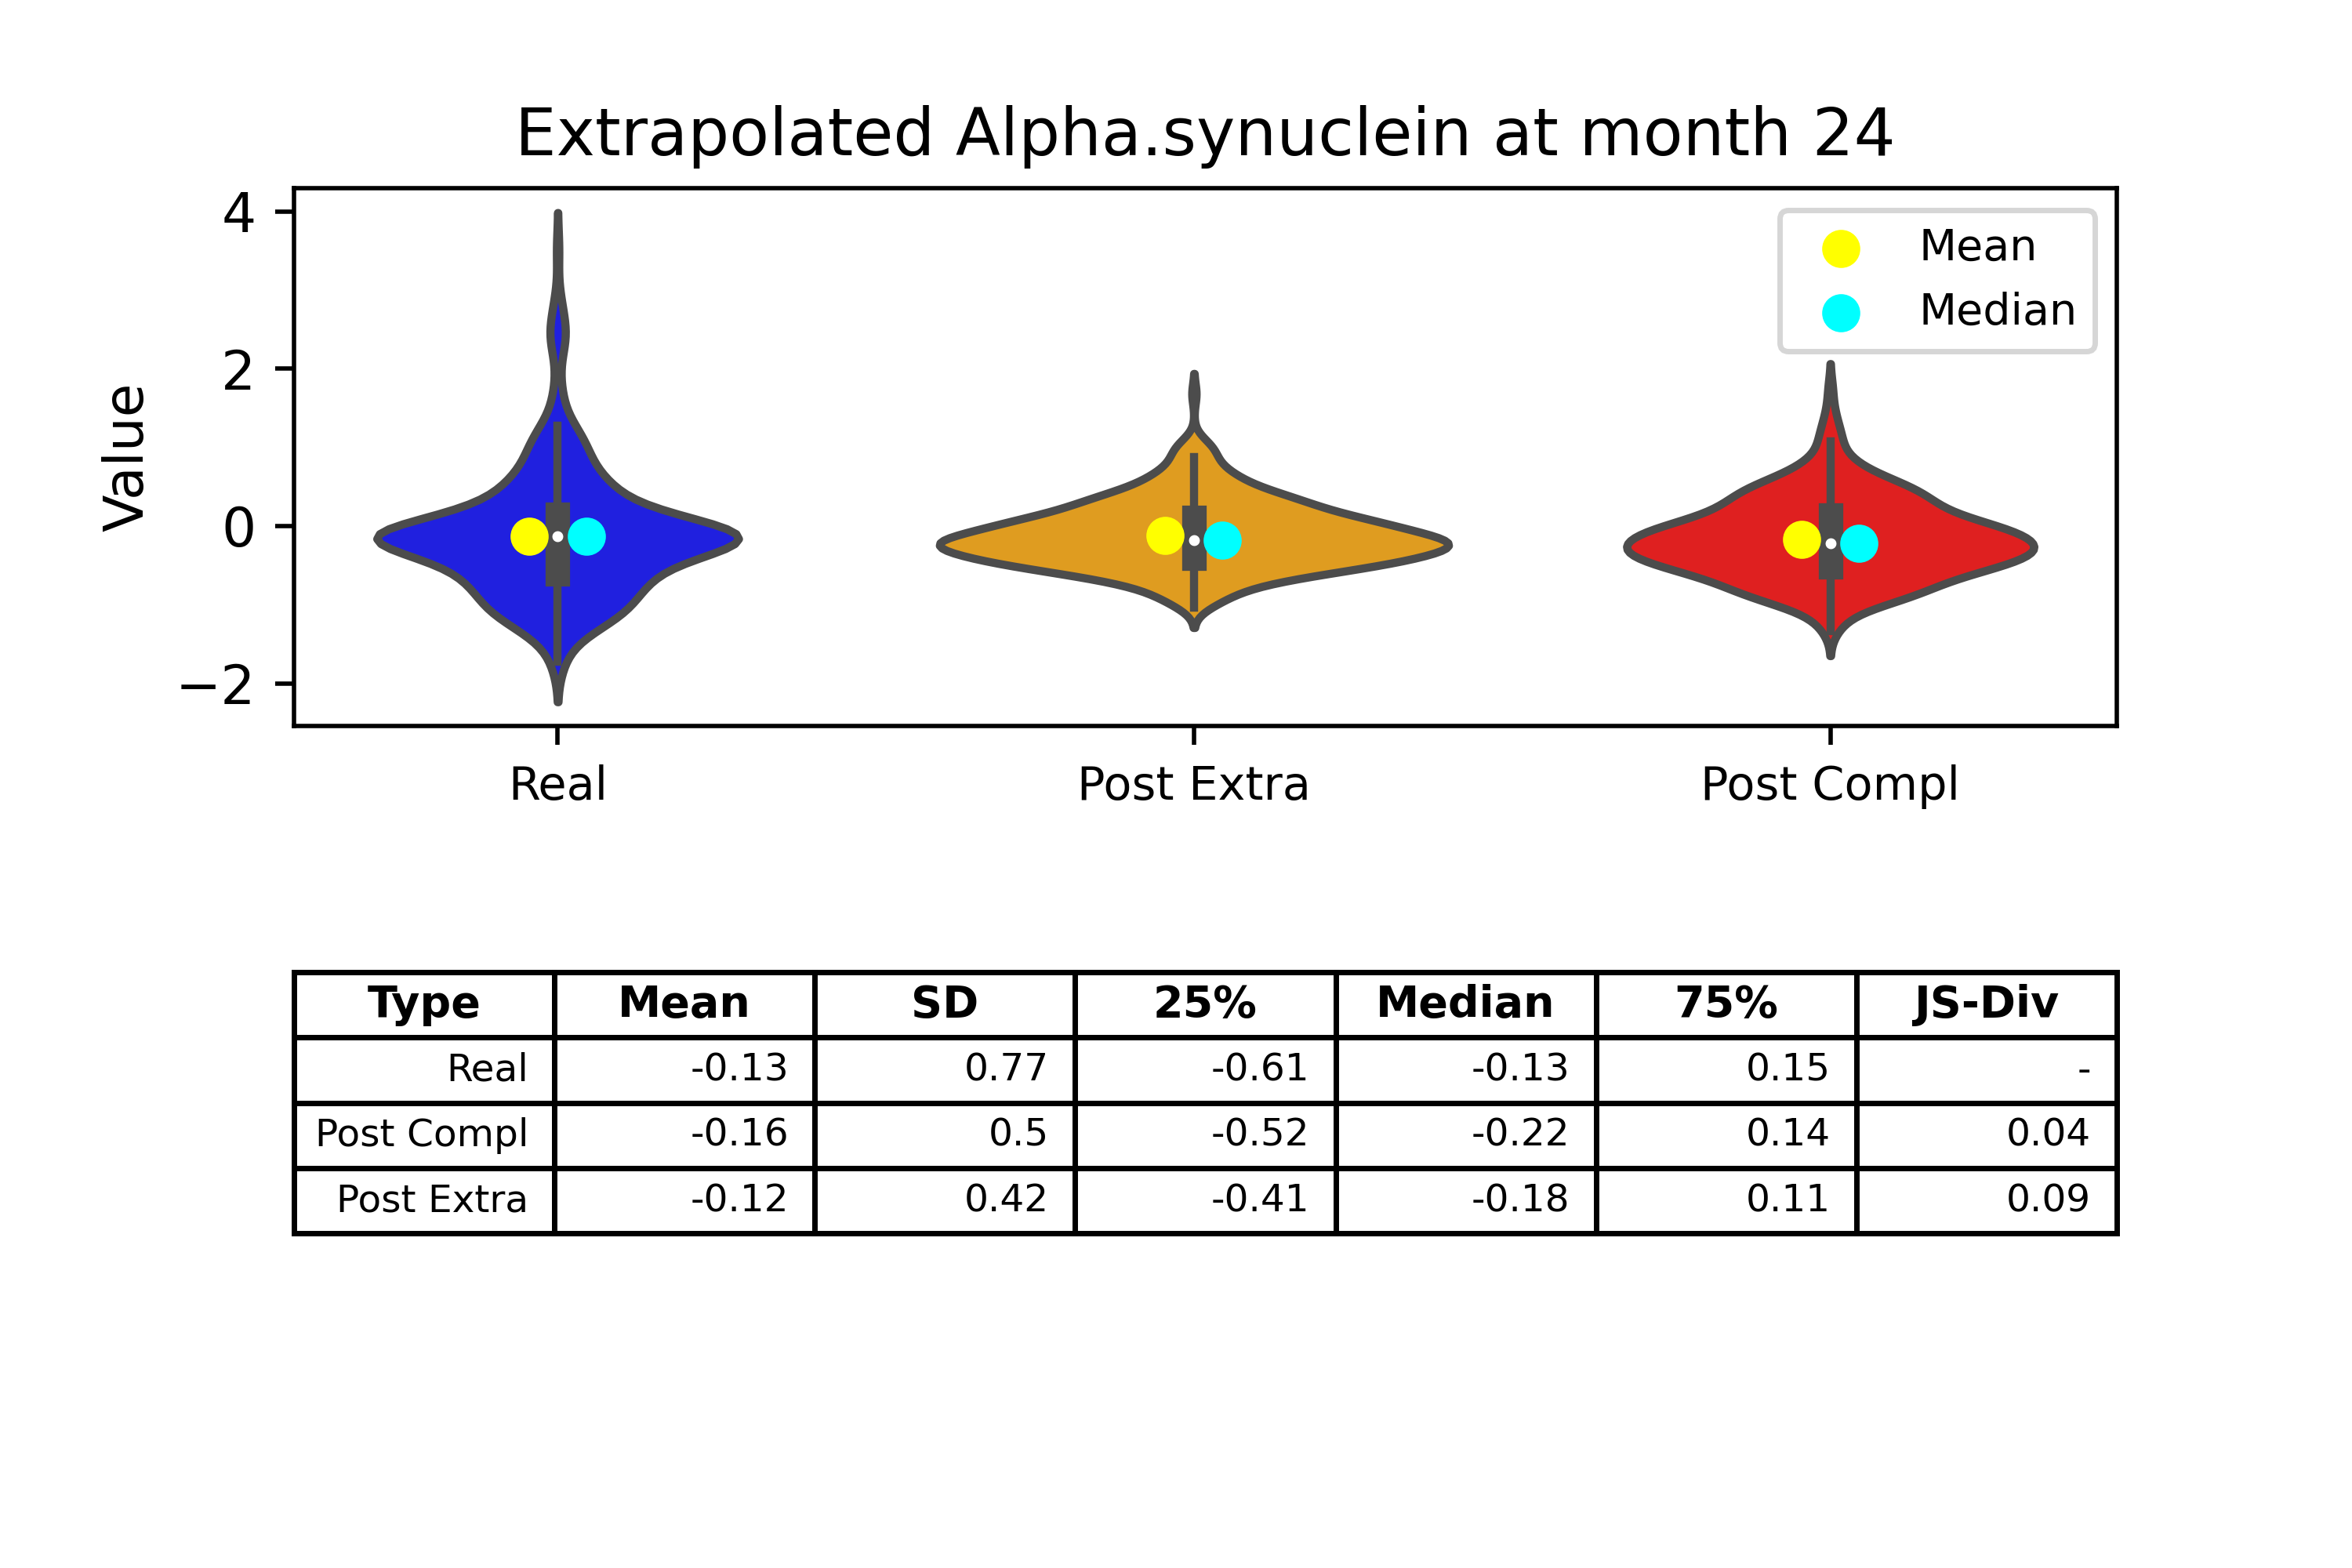 Extrapolated Alpha.synuclein at month 24
4
2
0
−2
Value
Mean
Median
Real Post Extra Post Compl
Type Mean SD 25% Median 75% JS-Div
Real -0.13 0.77 -0.61 -0.13 0.15 -
Post Compl -0.16 0.5 -0.52 -0.22 0.14 0.04
Post Extra -0.12 0.42 -0.41 -0.18 0.11 0.09